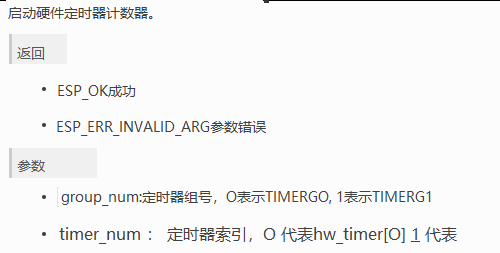 启动硬件定时器计数器。
返回
• ESP_OK成功
• ESP_ERR_INVALID_ARG参数错误
参数
• group_num:定时器组号，O表示TIMERGO, 1表示TIMERG1
• timer_num ： 定时器索引，O 代表hw_timer[O] 1 代表